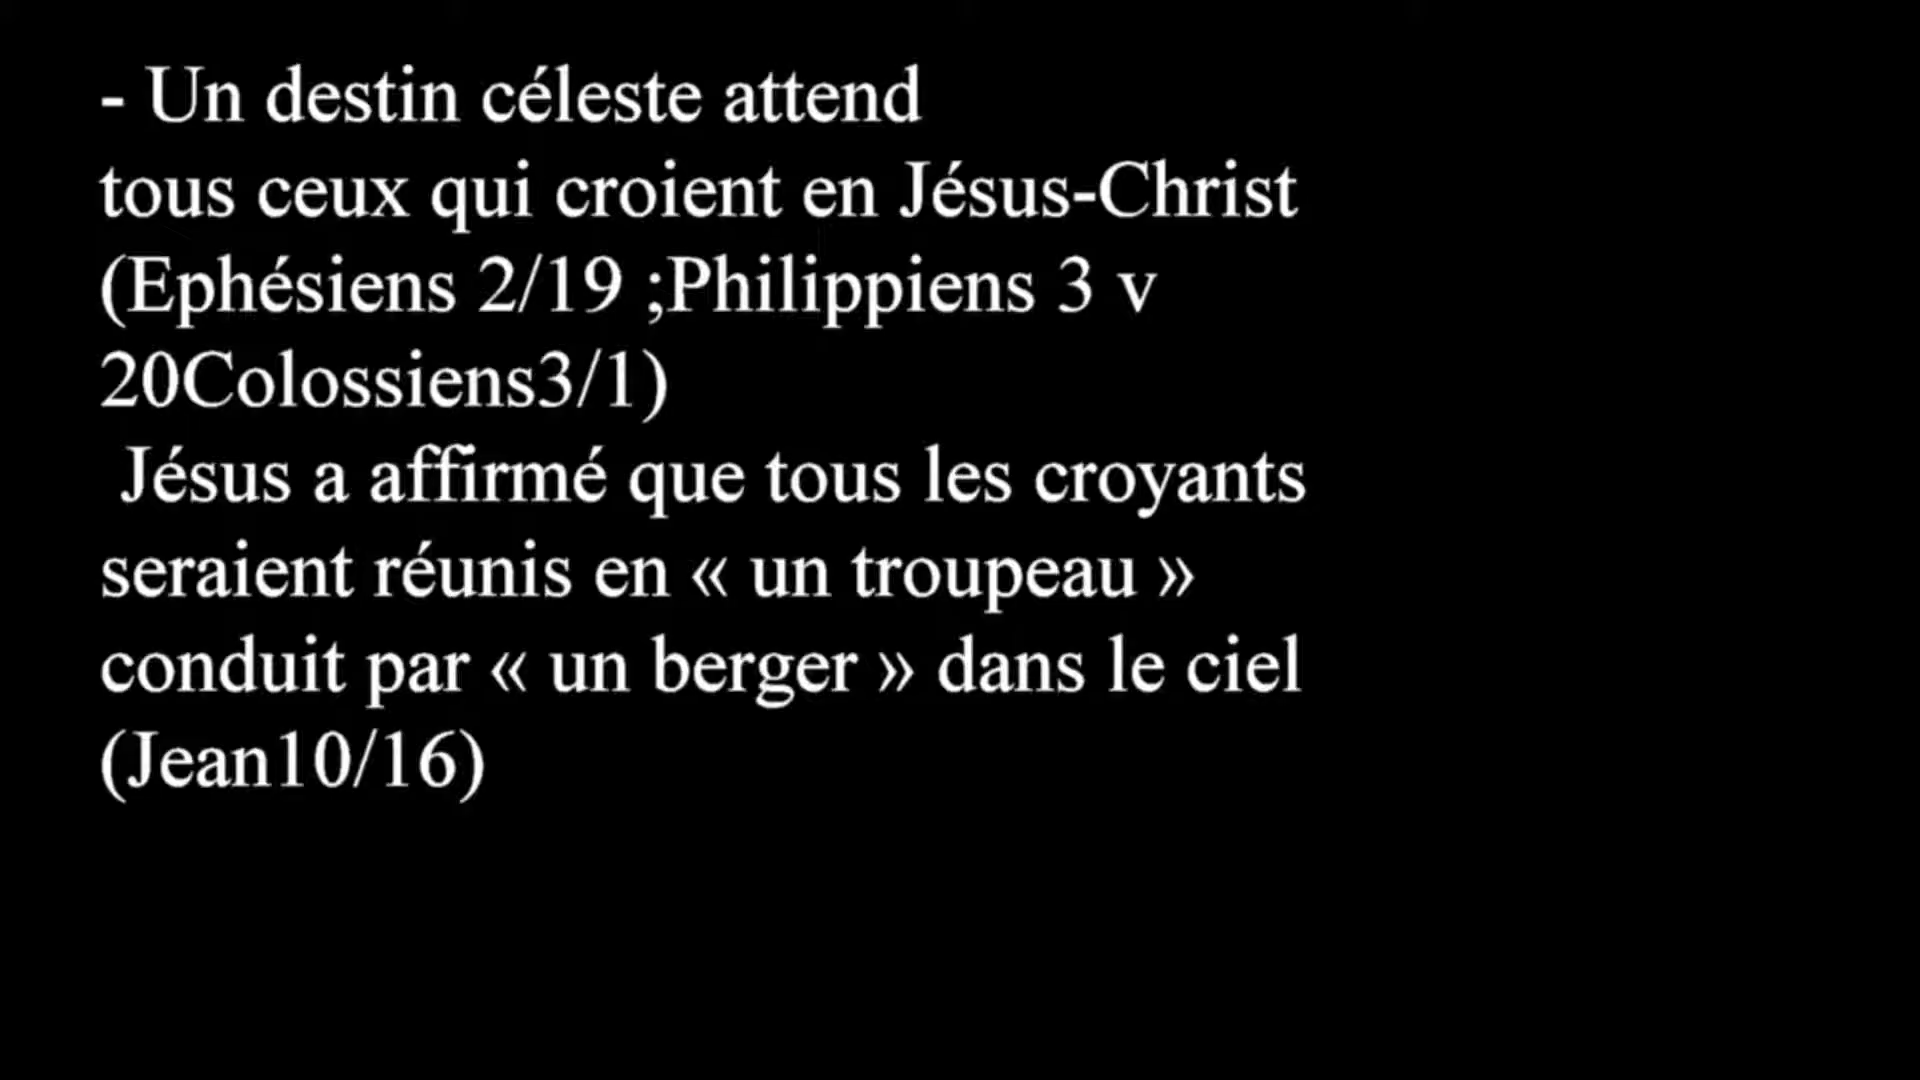 - Un destin céleste attend
tous ceux qui croient en Jésus-Christ
(Ephésiens 2/19 ;Philippiens 3 v
20Colossiens3/1)
Jésus a affirmé que tous les croyants
seraient réunis en « un troupeau »
conduit par « un berger » dans le ciel
(Jean10/16)